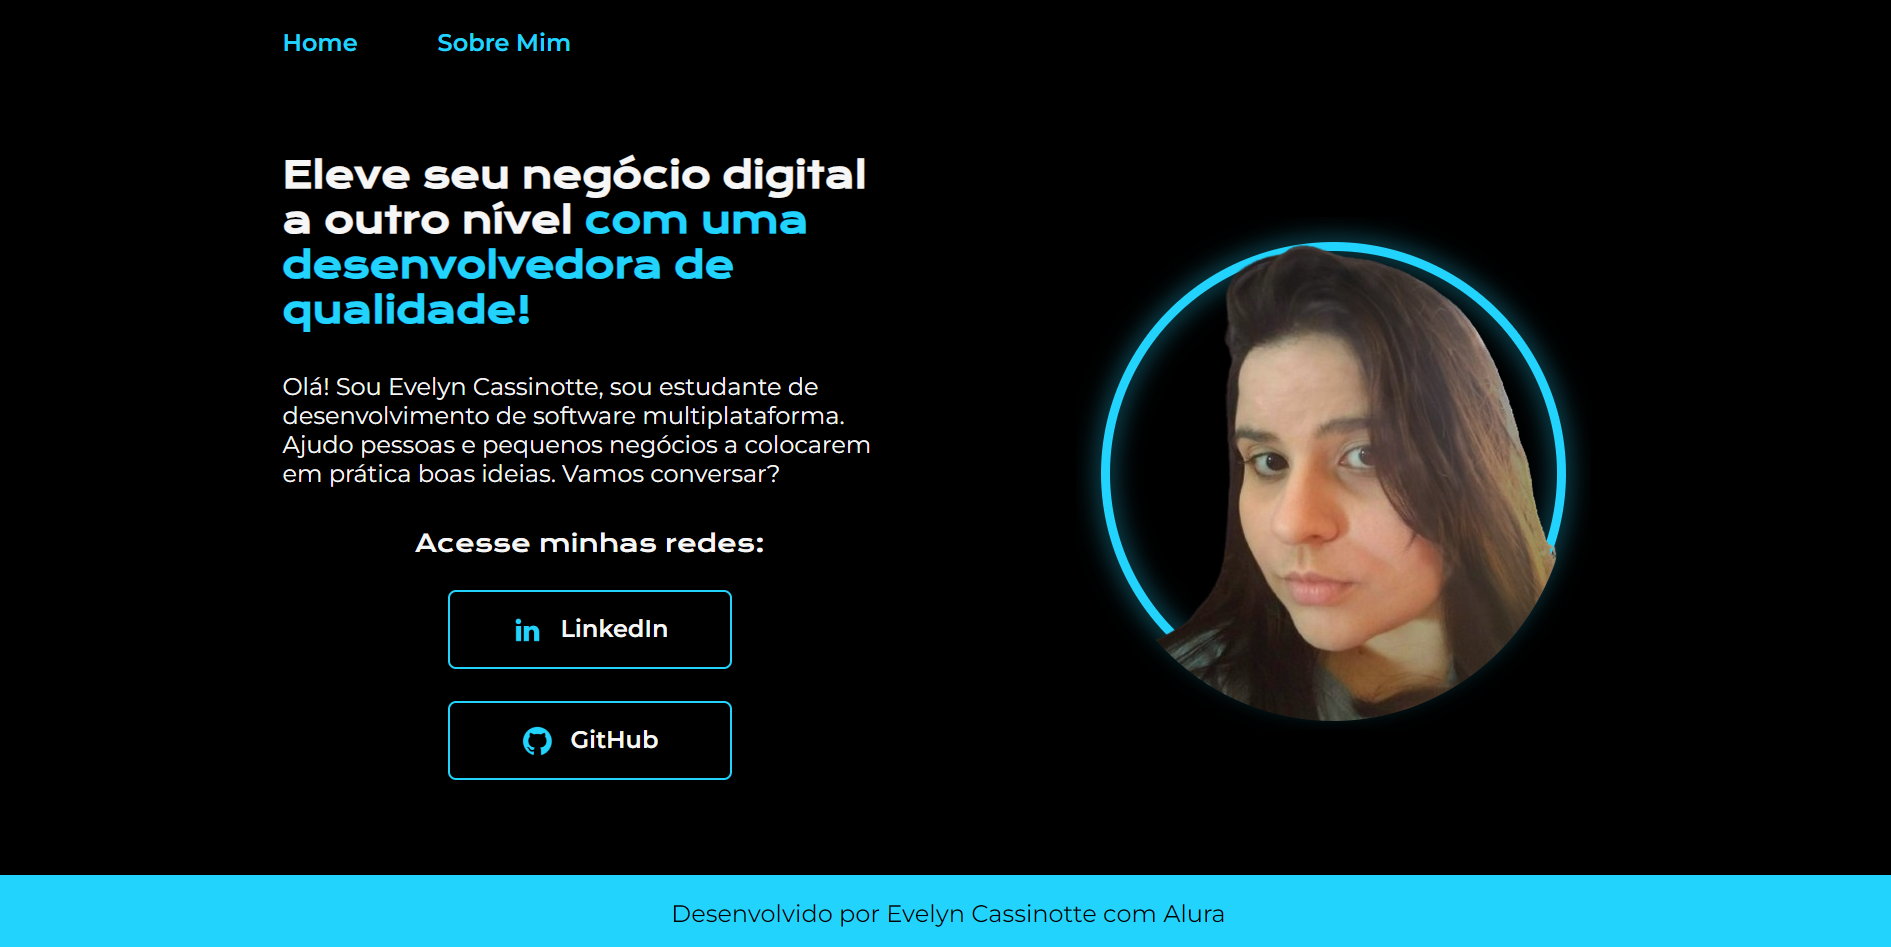 Home Sobre Mim
Eleve seu negócio digital
a outro nível com uma
desenvolvedora de
qualidade!
Olá! Sou Evelyn Cassinotte, sou estudante de
desenvolvimento de software multiplataforma.
Ajudo pessoas e pequenos negócios a colocarem
em prática boas ideias. Vamos conversar?
Acesse minhas redes:
in LinkedIn
GitHub
Desenvolvido por Evelyn Cassinotte com Alura